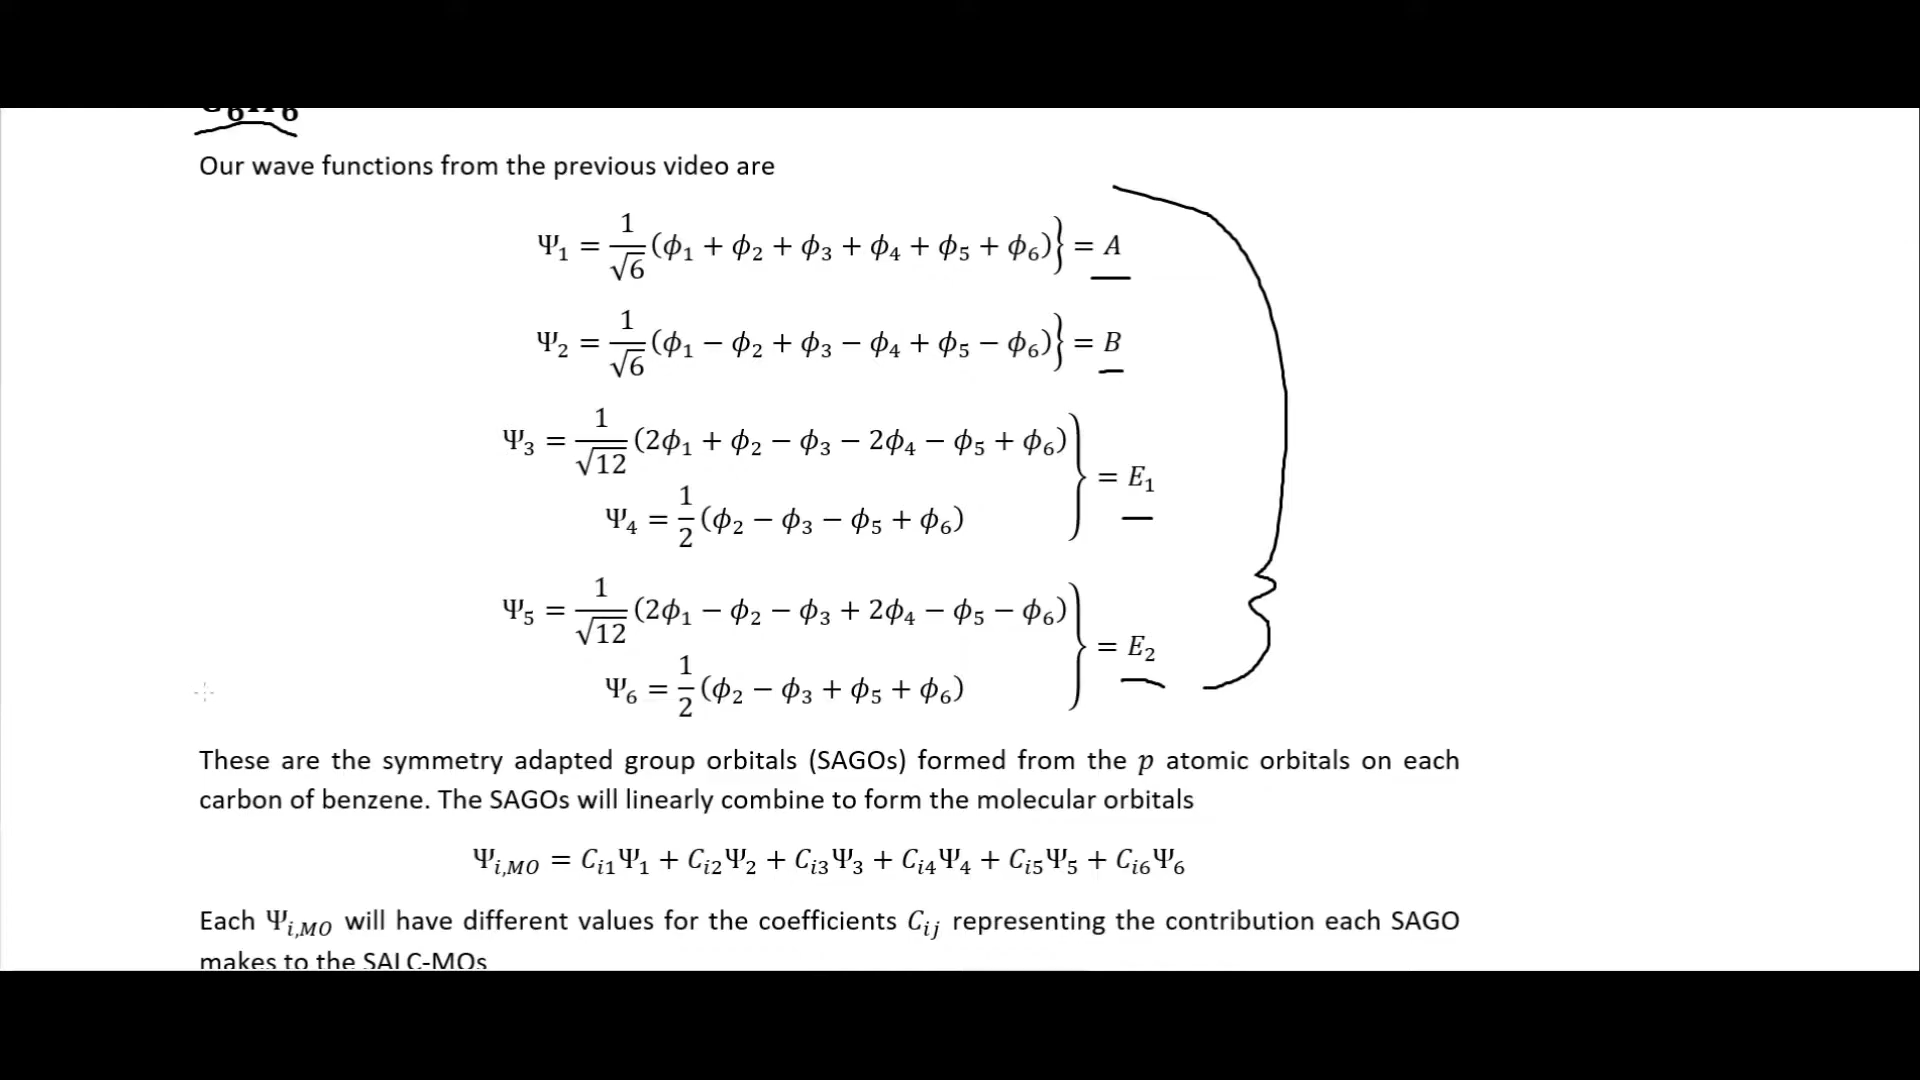 C₆H₆
Our wave functions from the previous video are
Ψ₁ = 1/√6 (ϕ₁ + ϕ₂ + ϕ₃ + ϕ₄ + ϕ₅ + ϕ₆)} = A
Ψ₂ = 1/√6 (ϕ₁ − ϕ₂ + ϕ₃ − ϕ₄ + ϕ₅ − ϕ₆)} = B
Ψ₃ = 1/√12 (2ϕ₁ + ϕ₂ − ϕ₃ − 2ϕ₄ − ϕ₅ + ϕ₆)
Ψ₄ = 1/2 (ϕ₂ − ϕ₃ − ϕ₅ + ϕ₆)
} = E₁
Ψ₅ = 1/√12 (2ϕ₁ − ϕ₂ − ϕ₃ + 2ϕ₄ − ϕ₅ − ϕ₆)
Ψ₆ = 1/2 (ϕ₂ − ϕ₃ + ϕ₅ + ϕ₆)
} = E₂
These are the symmetry adapted group orbitals (SAGOs) formed from the p atomic orbitals on each
carbon of benzene. The SAGOs will linearly combine to form the molecular orbitals
Ψ_{i,MO} = C_{i1}Ψ₁ + C_{i2}Ψ₂ + C_{i3}Ψ₃ + C_{i4}Ψ₄ + C_{i5}Ψ₅ + C_{i6}Ψ₆
Each Ψ_{i,MO} will have different values for the coefficients C_{ij} representing the contribution each SAGO
makes to the SALC-MOs